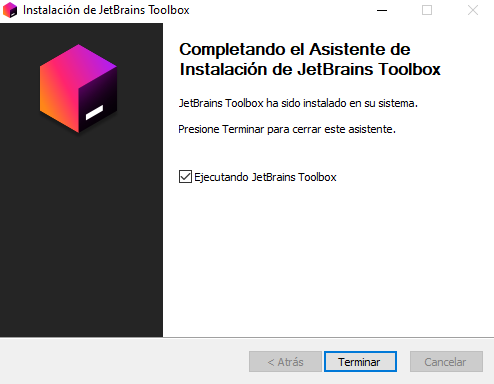 Instalación de JetBrains Toolbox
Completando el Asistente de
Instalación de JetBrains Toolbox
JetBrains Toolbox ha sido instalado en su sistema.
Presione Terminar para cerrar este asistente.
Ejecutando JetBrains Toolbox
< Atrás
Terminar
Cancelar